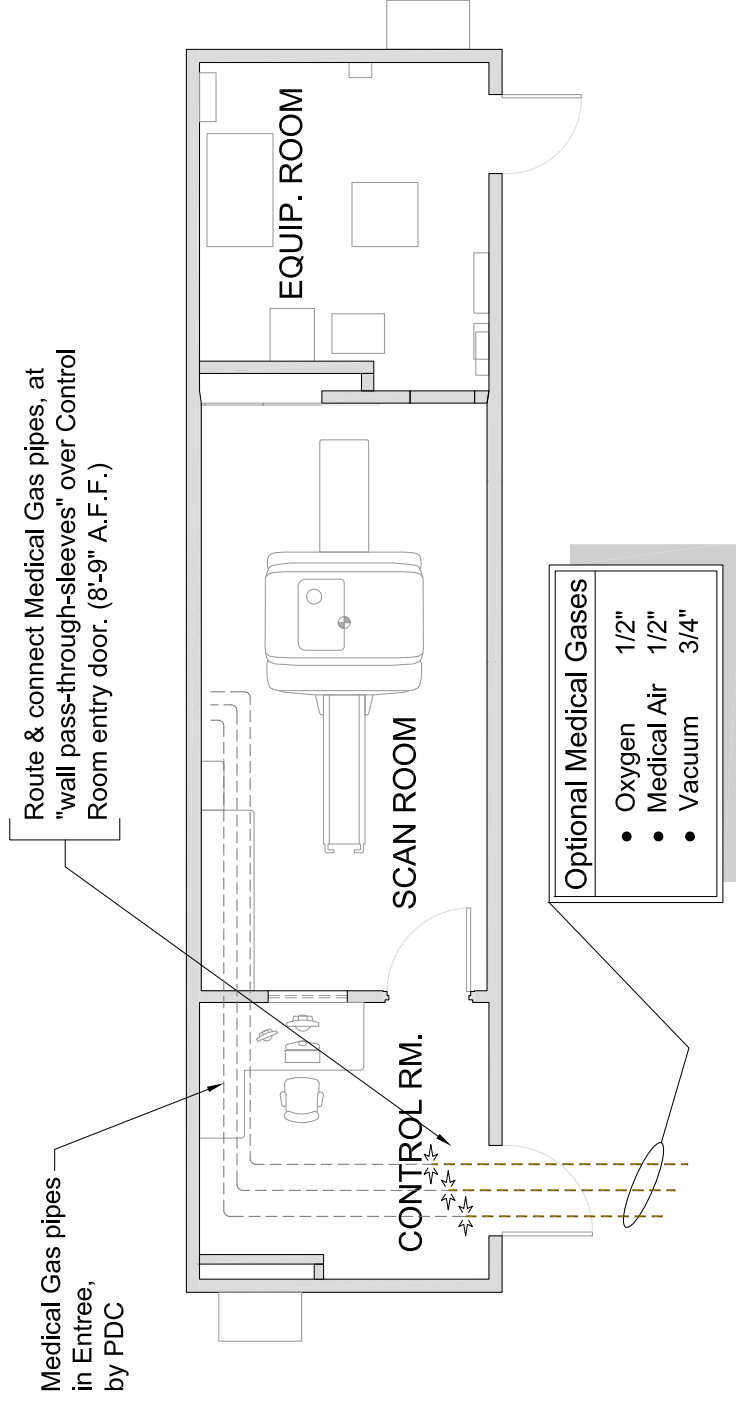 Route & connect Medical Gas pipes, at
"wall pass-through-sleeves" over Control
Room entry door. (8'-9" A.F.F.)
Medical Gas pipes
in Entree,
by PDC
EQUIP. ROOM
SCAN ROOM
CONTROL RM.
Optional Medical Gases
• Oxygen 1/2"
• Medical Air 1/2"
• Vacuum 3/4"